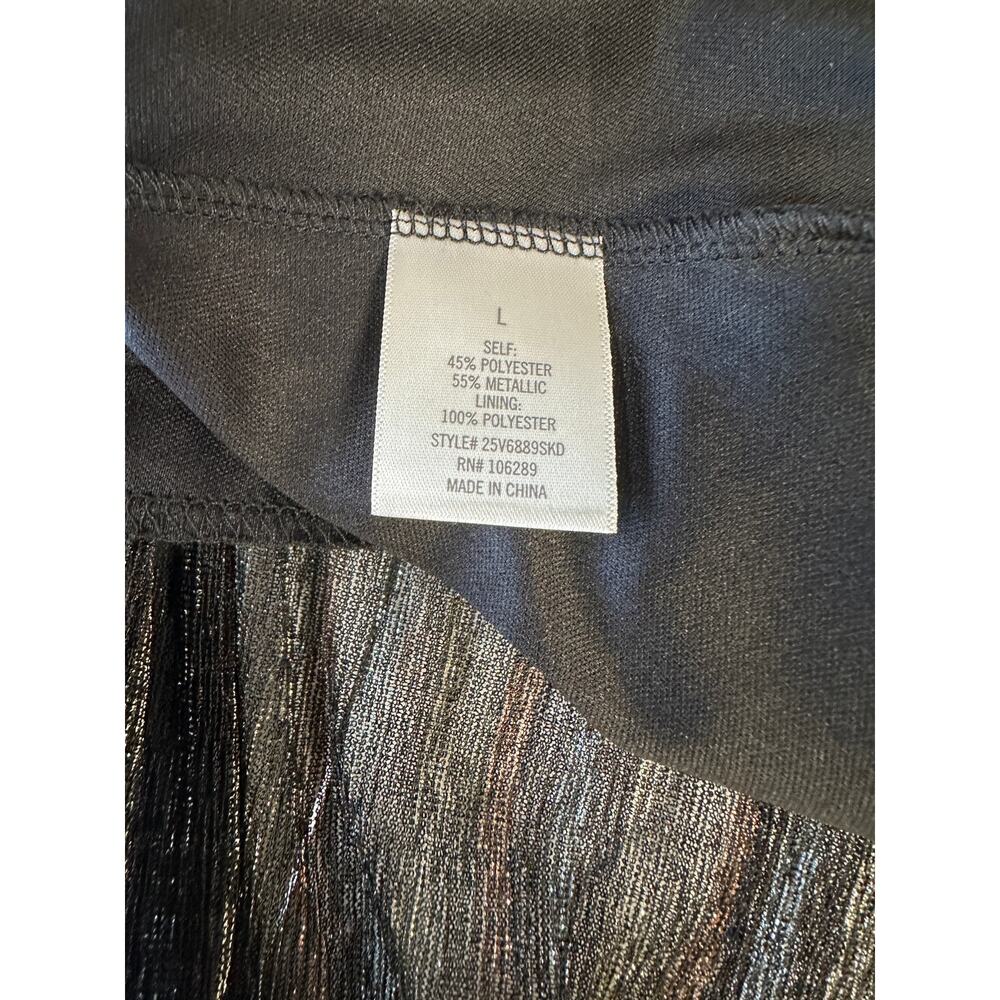 L
SELF:
45% POLYESTER
55% METALLIC
LINING:
100% POLYESTER
STYLE# 25V6889SKD
RN# 106289
MADE IN CHINA